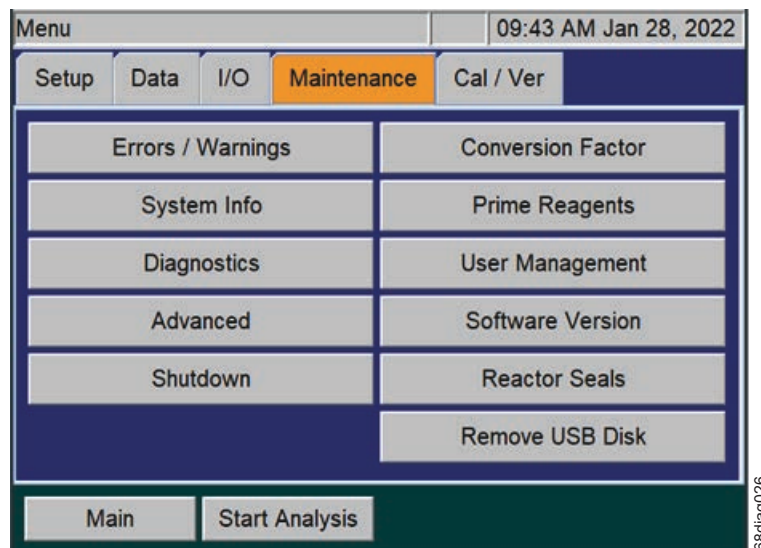 Menu
09:43 AM Jan 28, 2022
Setup Data I/O Maintenance Cal / Ver
Errors / Warnings Conversion Factor
System Info Prime Reagents
Diagnostics User Management
Advanced Software Version
Shutdown Reactor Seals
Remove USB Disk
Main Start Analysis